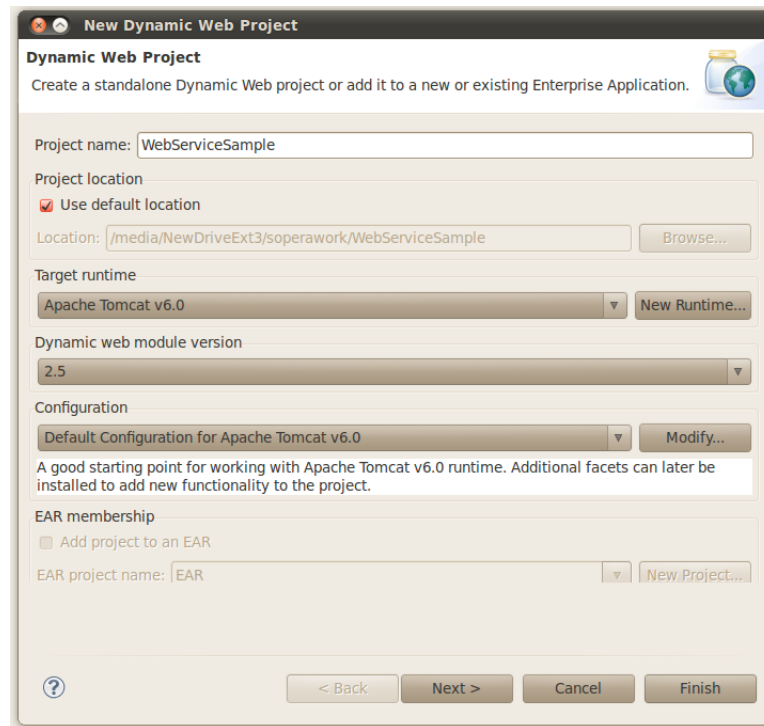 New Dynamic Web Project
Dynamic Web Project
Create a standalone Dynamic Web project or add it to a new or existing Enterprise Application.
Project name: WebServiceSample
Project location
Use default location
Location: /media/NewDriveExt3/soperawork/WebServiceSample Browse...
Target runtime
Apache Tomcat v6.0 New Runtime...
Dynamic web module version
2.5
Configuration
Default Configuration for Apache Tomcat v6.0 Modify...
A good starting point for working with Apache Tomcat v6.0 runtime. Additional facets can later be
installed to add new functionality to the project.
EAR membership
Add project to an EAR
EAR project name: EAR New Project...
? < Back Next > Cancel Finish